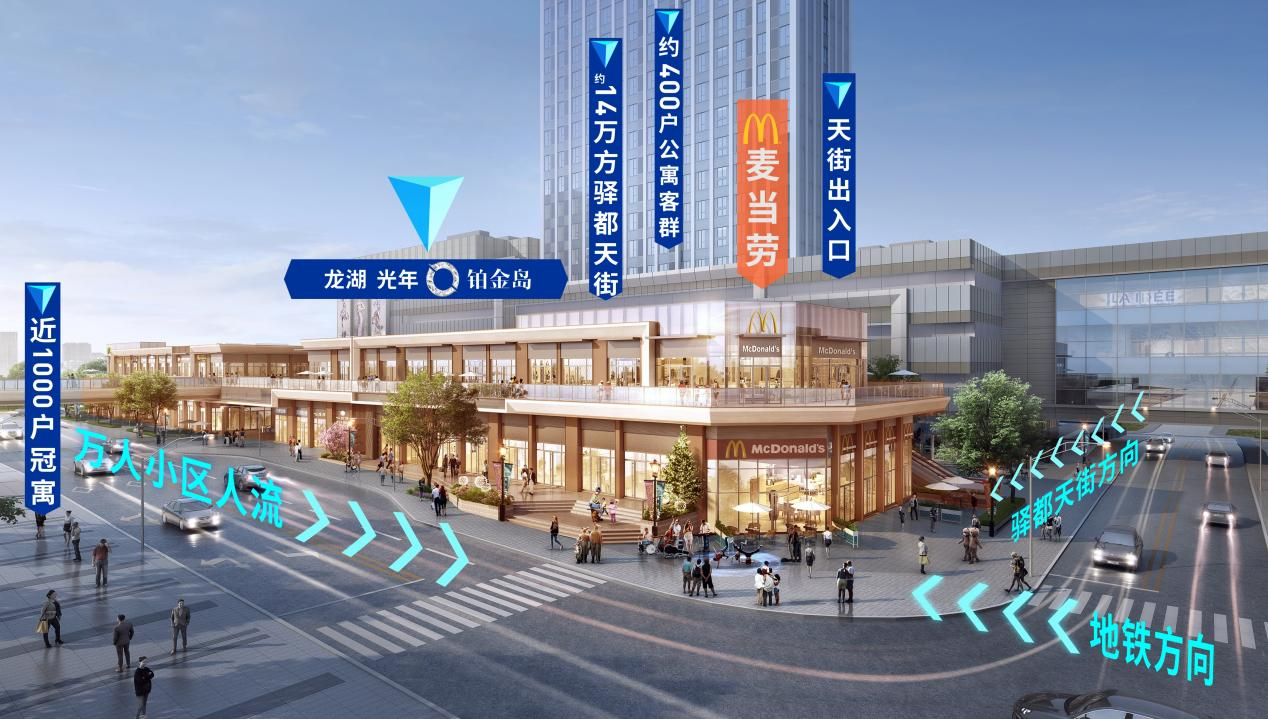 约400户公寓客群
约14万方驿都天街
天街出入口
麦当劳
龙湖 光年 铂金岛
近1000户冠寓
McDonald's
McDonald's
McDonald's
万人小区人流
驿都天街方向
地铁方向